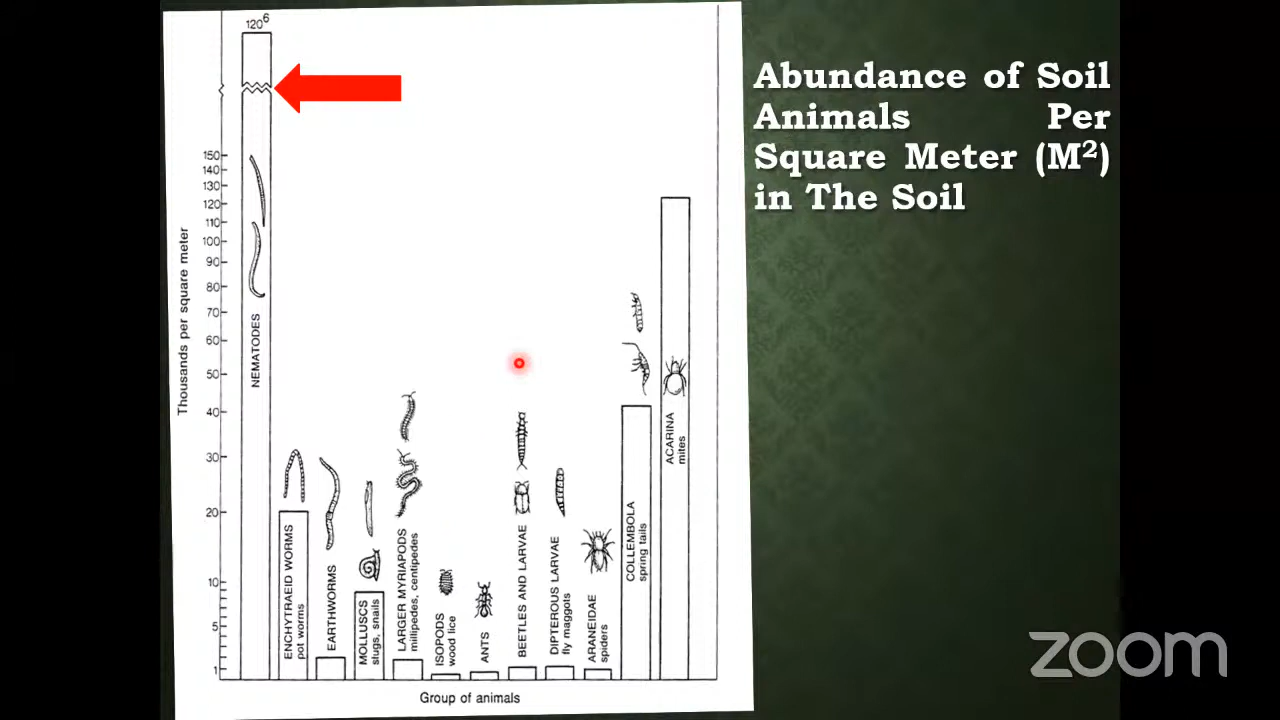 120⁶
Abundance of Soil
Animals Per
Square Meter (M²)
in The Soil
Thousands per square meter
150
140
130
120
110
100
90
80
70
60
50
40
30
20
10
5
1
NEMATODES
ENCHYTRAEID WORMS
pot worms
EARTHWORMS
MOLLUSCS
slugs, snails
LARGER MYRIAPODS
millipedes, centipedes
ISOPODS
wood lice
ANTS
BEETLES AND LARVAE
DIPTEROUS LARVAE
fly maggots
ARANEIDAE
spiders
COLLEMBOLA
spring tails
ACARINA
mites
Group of animals
zoom